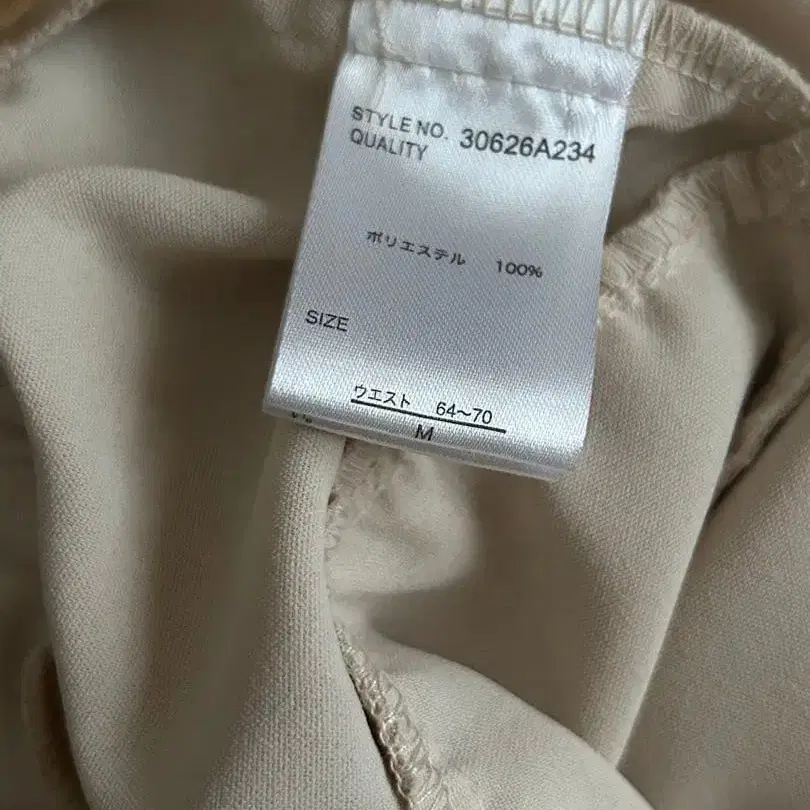 STYLE NO. 30626A234
QUALITY
ポリエステル 100%
SIZE
ウエスト 64～70
M